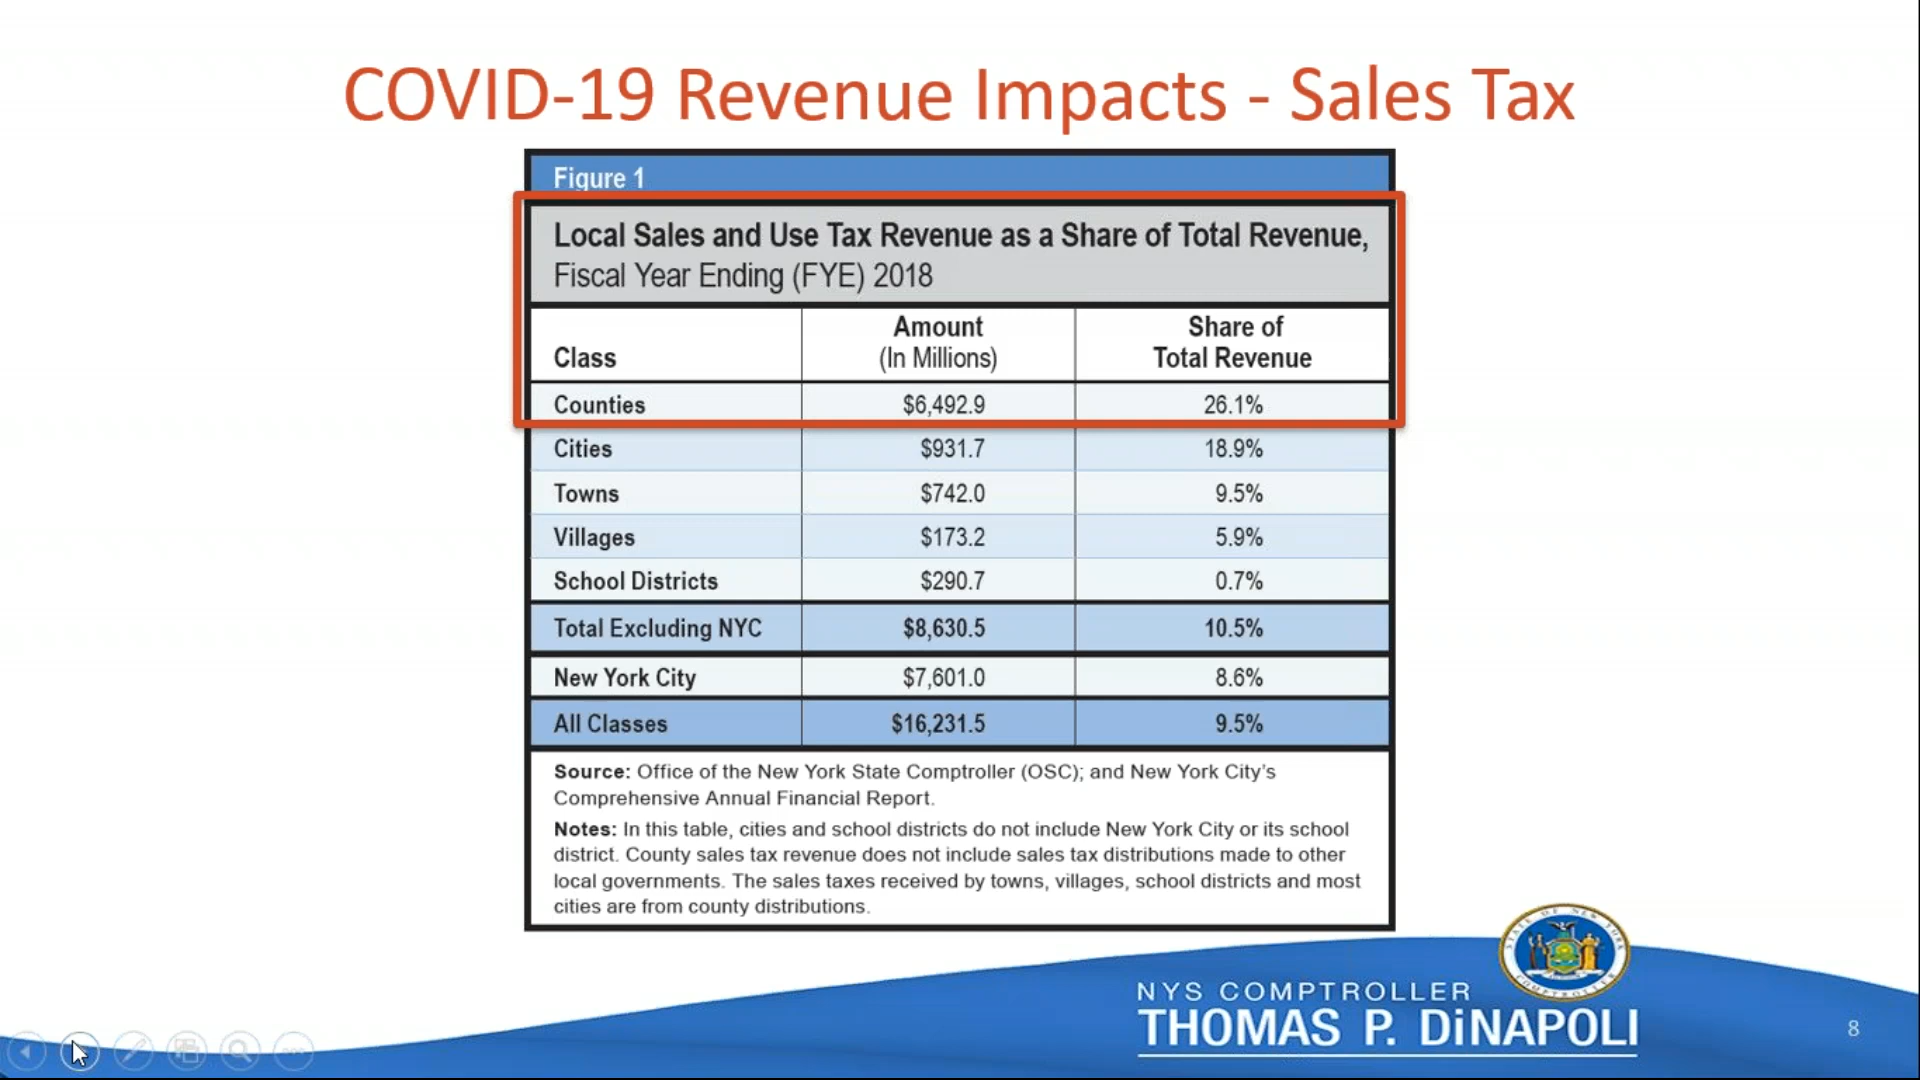 COVID-19 Revenue Impacts - Sales Tax
Figure 1
Local Sales and Use Tax Revenue as a Share of Total Revenue,
Fiscal Year Ending (FYE) 2018
Class Amount (In Millions) Share of Total Revenue
Counties $6,492.9 26.1%
Cities $931.7 18.9%
Towns $742.0 9.5%
Villages $173.2 5.9%
School Districts $290.7 0.7%
Total Excluding NYC $8,630.5 10.5%
New York City $7,601.0 8.6%
All Classes $16,231.5 9.5%
Source: Office of the New York State Comptroller (OSC); and New York City’s
Comprehensive Annual Financial Report.
Notes: In this table, cities and school districts do not include New York City or its school
district. County sales tax revenue does not include sales tax distributions made to other
local governments. The sales taxes received by towns, villages, school districts and most
cities are from county distributions.
NYS COMPTROLLER
THOMAS P. DiNAPOLI
8